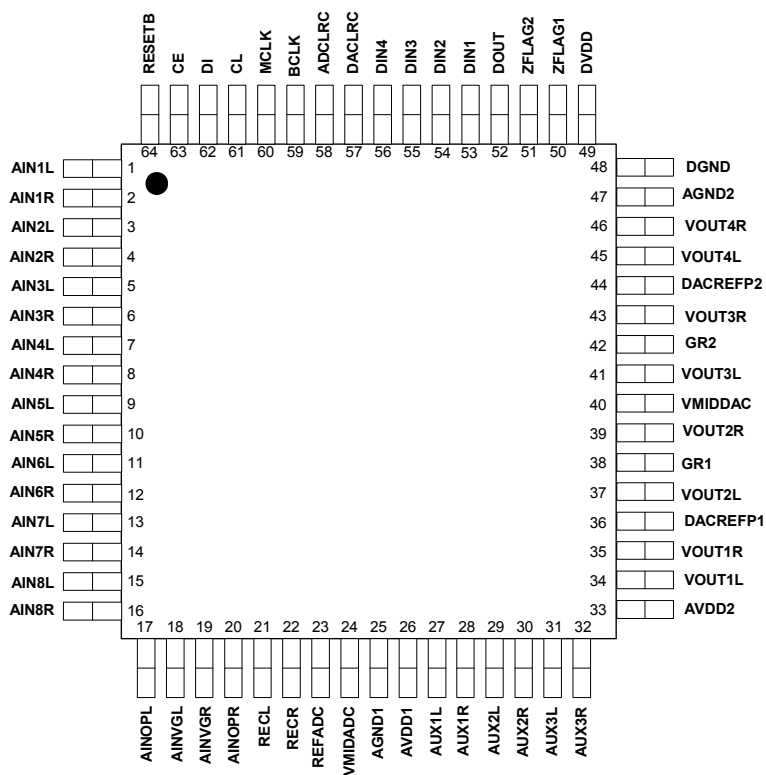 RESETB CE DI CL MCLK BCLK ADCLRC DACLRC DIN4 DIN3 DIN2 DIN1 DOUT ZFLAG2 ZFLAG1 DVDD
64 63 62 61 60 59 58 57 56 55 54 53 52 51 50 49
AIN1L 1 48 DGND
AIN1R 2 47 AGND2
AIN2L 3 46 VOUT4R
AIN2R 4 45 VOUT4L
AIN3L 5 44 DACREFP2
AIN3R 6 43 VOUT3R
AIN4L 7 42 GR2
AIN4R 8 41 VOUT3L
AIN5L 9 40 VMIDDAC
AIN5R 10 39 VOUT2R
AIN6L 11 38 GR1
AIN6R 12 37 VOUT2L
AIN7L 13 36 DACREFP1
AIN7R 14 35 VOUT1R
AIN8L 15 34 VOUT1L
AIN8R 16 33 AVDD2
17 18 19 20 21 22 23 24 25 26 27 28 29 30 31 32
AINOPL AINVGL AINVGR AINOPR RECL RECR REFADC VMIDADC AGND1 AVDD1 AUX1L AUX1R AUX2L AUX2R AUX3L AUX3R